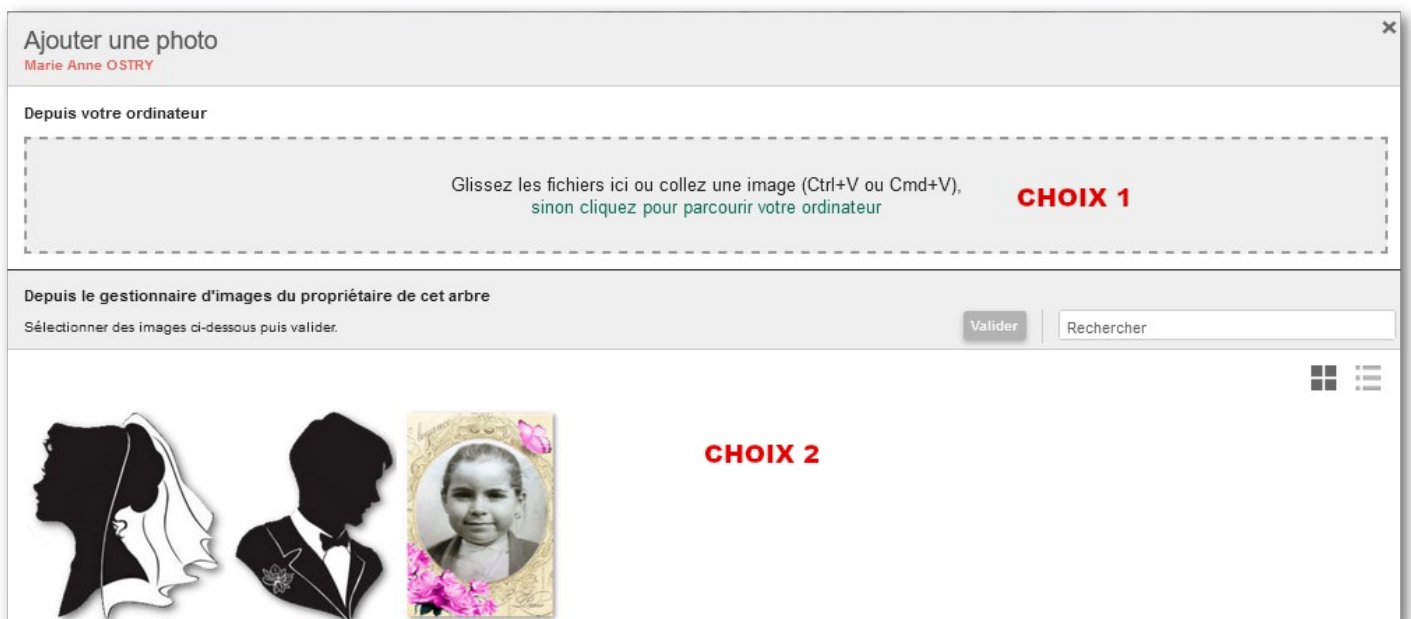 Ajouter une photo
Marie Anne OSTRY
Depuis votre ordinateur
Glissez les fichiers ici ou collez une image (Ctrl+V ou Cmd+V),
sinon cliquez pour parcourir votre ordinateur
CHOIX 1
Depuis le gestionnaire d'images du propriétaire de cet arbre
Sélectionner des images ci-dessous puis valider.
Valider
Rechercher
CHOIX 2